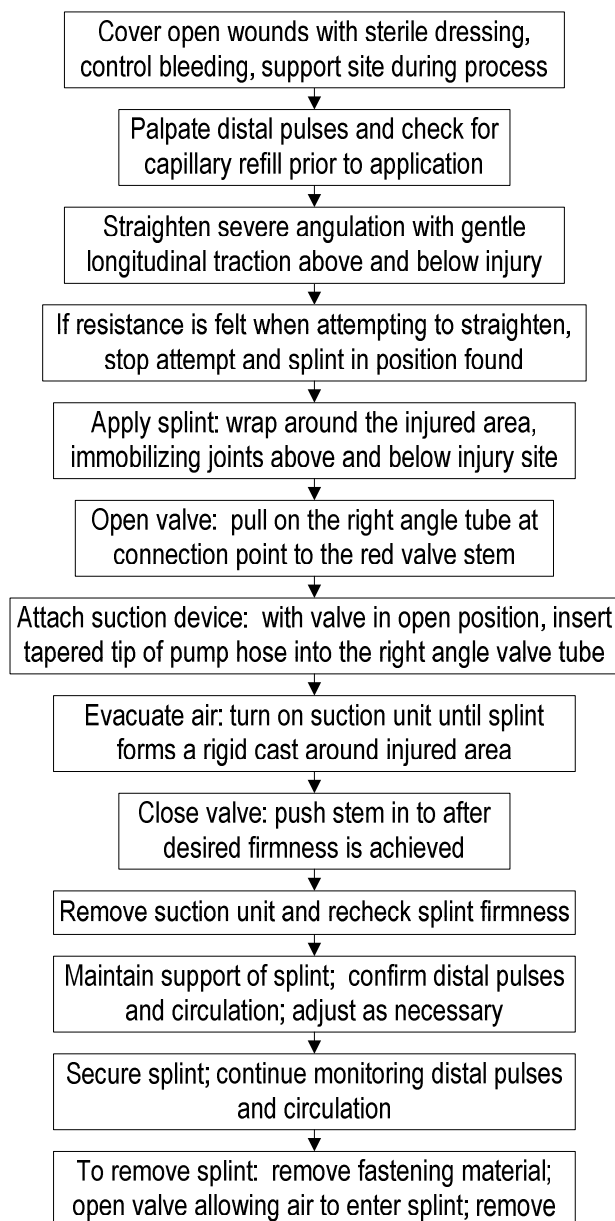 Cover open wounds with sterile dressing,
control bleeding, support site during process
Palpate distal pulses and check for
capillary refill prior to application
Straighten severe angulation with gentle
longitudinal traction above and below injury
If resistance is felt when attempting to straighten,
stop attempt and splint in position found
Apply splint: wrap around the injured area,
immobilizing joints above and below injury site
Open valve: pull on the right angle tube at
connection point to the red valve stem
Attach suction device: with valve in open position, insert
tapered tip of pump hose into the right angle valve tube
Evacuate air: turn on suction unit until splint
forms a rigid cast around injured area
Close valve: push stem in to after
desired firmness is achieved
Remove suction unit and recheck splint firmness
Maintain support of splint; confirm distal pulses
and circulation; adjust as necessary
Secure splint; continue monitoring distal pulses
and circulation
To remove splint: remove fastening material;
open valve allowing air to enter splint; remove